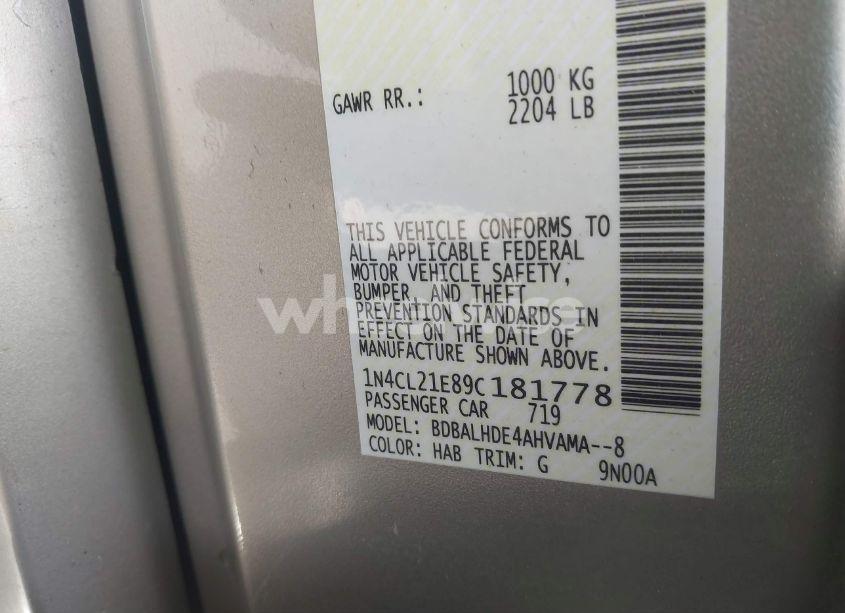 GAWR RR.: 1000 KG
2204 LB
THIS VEHICLE CONFORMS TO
ALL APPLICABLE FEDERAL
MOTOR VEHICLE SAFETY,
BUMPER, AND THEFT
PREVENTION STANDARDS IN
EFFECT ON THE DATE OF
MANUFACTURE SHOWN ABOVE.
1N4CL21E89C181778
PASSENGER CAR 719
MODEL: BDBALHDE4AHVAMA--8
COLOR: HAB TRIM: G 9N00A